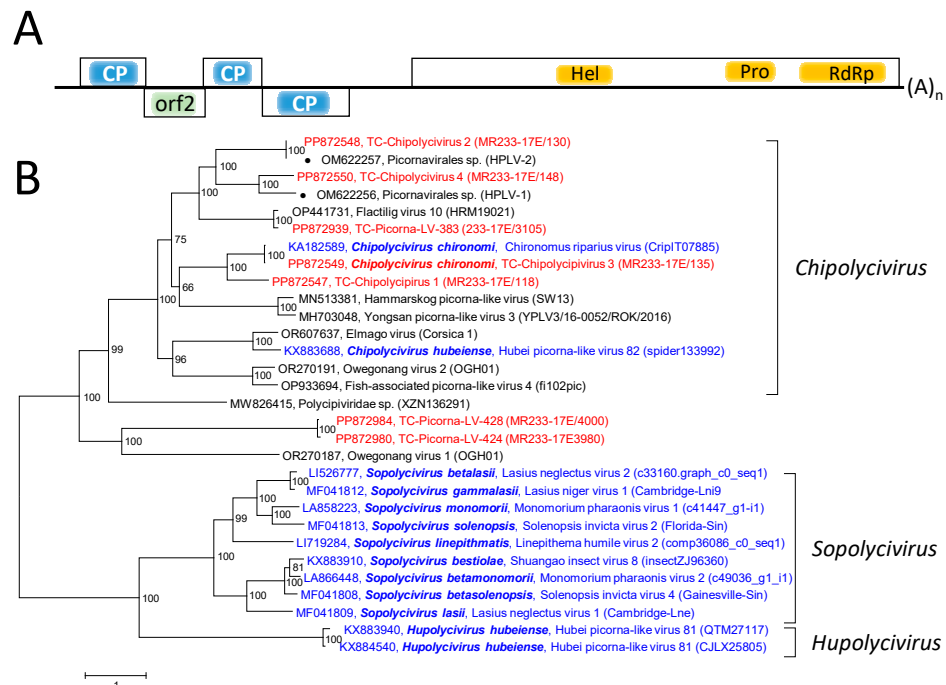 A
CP
CP
Hel
Pro
RdRp
(A)n
orf2
CP
B
PP872548, TC-Chipolycivirus 2 (MR233-17E/130)
OM622257, Picornavirales sp. (HPLV-2)
PP872550, TC-Chipolycivirus 4 (MR233-17E/148)
OM622256, Picornavirales sp. (HPLV-1)
OP441731, Flactilig virus 10 (HRM19021)
PP872939, TC-Picorna-LV-383 (233-17E/3105)
KA182589, Chipolycivirus chironomi, Chironomus riparius virus (CripIT07885)
PP872549, Chipolycivirus chironomi, TC-Chipolycipivirus 3 (MR233-17E/135)
PP872547, TC-Chipolycipirus 1 (MR233-17E/118)
MN513381, Hammarskog picorna-like virus (SW13)
MH703048, Yongsan picorna-like virus 3 (YPLV3/16-0052/ROK/2016)
OR607637, Elmago virus (Corsica 1)
KX883688, Chipolycivirus hubeiense, Hubei picorna-like virus 82 (spider133992)
OR270191, Owegonang virus 2 (OGH01)
OP933694, Fish-associated picorna-like virus 4 (fi102pic)
MW826415, Polycipiviridae sp. (XZN136291)
PP872984, TC-Picorna-LV-428 (MR233-17E/4000)
PP872980, TC-Picorna-LV-424 (MR233-17E3980)
OR270187, Owegonang virus 1 (OGH01)
LI526777, Sopolycivirus betalasii, Lasius neglectus virus 2 (c33160.graph_c0_seq1)
MF041812, Sopolycivirus gammalasii, Lasius niger virus 1 (Cambridge-Lni9
LA858223, Sopolycivirus monomorii, Monomorium pharaonis virus 1 (c41447_g1-i1)
MF041813, Sopolycivirus solenopsis, Solenopsis invicta virus 2 (Florida-Sin)
LI719284, Sopolycivirus linepithmatis, Linepithema humile virus 2 (comp36086_c0_seq1)
KX883910, Sopolycivirus bestiolae, Shuangao insect virus 8 (insectZJ96360)
LA866448, Sopolycivirus betamonomorii, Monomorium pharaonis virus 2 (c49036_g1_i1)
MF041808, Sopolycivirus betasolenopsis, Solenopsis invicta virus 4 (Gainesville-Sin)
MF041809, Sopolycivirus lasii, Lasius neglectus virus 1 (Cambridge-Lne)
KX883940, Hupolycivirus hubeiense, Hubei picorna-like virus 81 (QTM27117)
KX884540, Hupolycivirus hubeiense, Hubei picorna-like virus 81 (CJLX25805)
Chipolycivirus
Sopolycivirus
Hupolycivirus
100
100
100
100
100
75
100
100
66
100
100
100
99
96
100
100
100
100
100
100
100
99
100
81
100
100
100
100